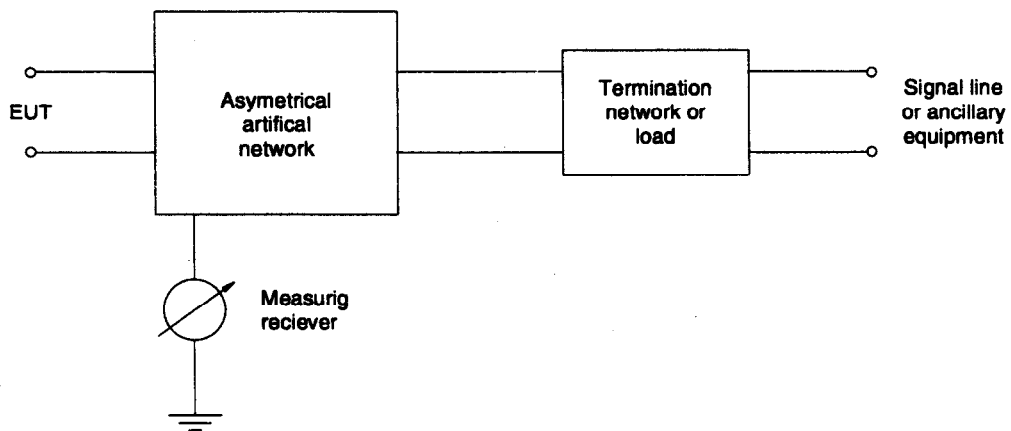 EUT
Asymetrical
artifical
network
Termination
network or
load
Signal line
or ancillary
equipment
Measurig
reciever